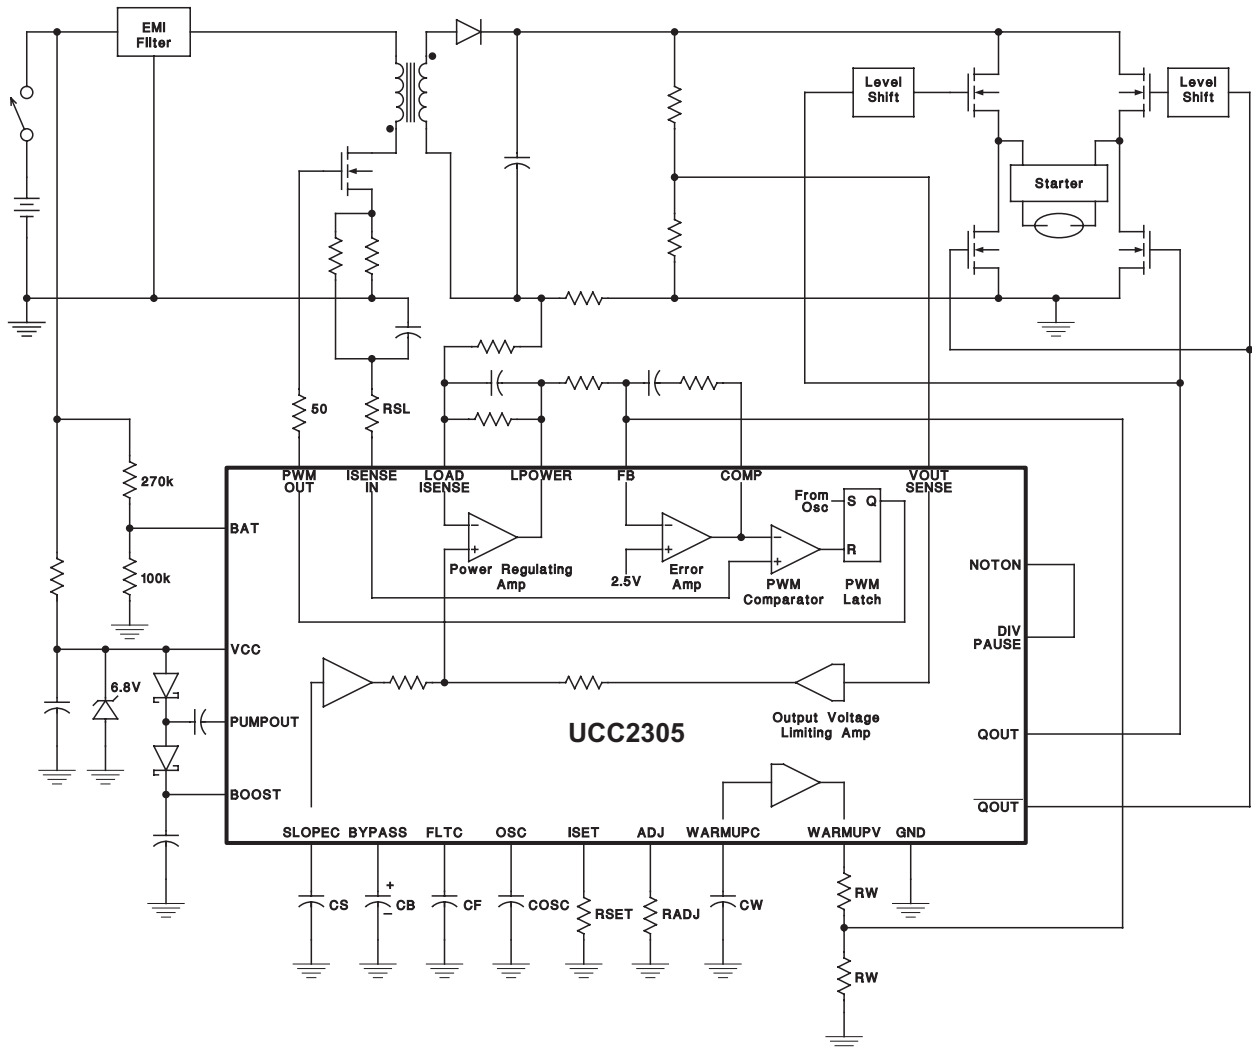 EMI
Filter
Level
Shift
Level
Shift
Starter
50
RSL
PWM
OUT
ISENSE
IN
LOAD
ISENSE
LPOWER
FB
COMP
VOUT
SENSE
270k
100k
BAT
From
Osc
S Q
R
Power Regulating
Amp
2.5V
Error
Amp
PWM
Comparator
PWM
Latch
NOTON
DIV
PAUSE
VCC
6.8V
PUMPOUT
BOOST
Output Voltage
Limiting Amp
UCC2305
QOUT
QOUT
SLOPEC
BYPASS
FLTC
OSC
ISET
ADJ
WARMUPC
WARMUPV
GND
CS
+
CB
−
CF
COSC
RSET
RADJ
CW
RW
RW
−
+
−
+
−
+